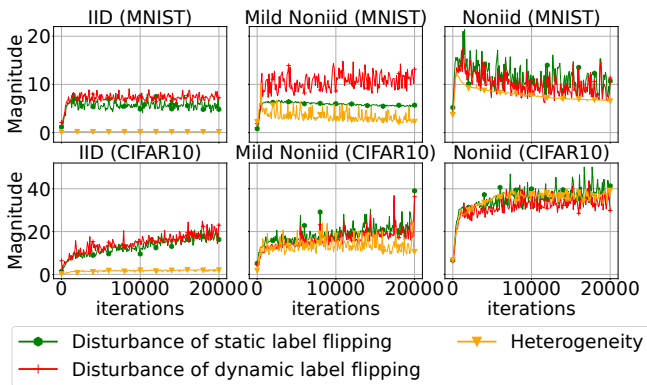 IID (MNIST) Mild Noniid (MNIST) Noniid (MNIST)
Magnitude
20
10
0
IID (CIFAR10) Mild Noniid (CIFAR10) Noniid (CIFAR10)
Magnitude
40
20
0
0 10000 20000 0 10000 20000 0 10000 20000
iterations iterations iterations
Disturbance of static label flipping Heterogeneity
Disturbance of dynamic label flipping